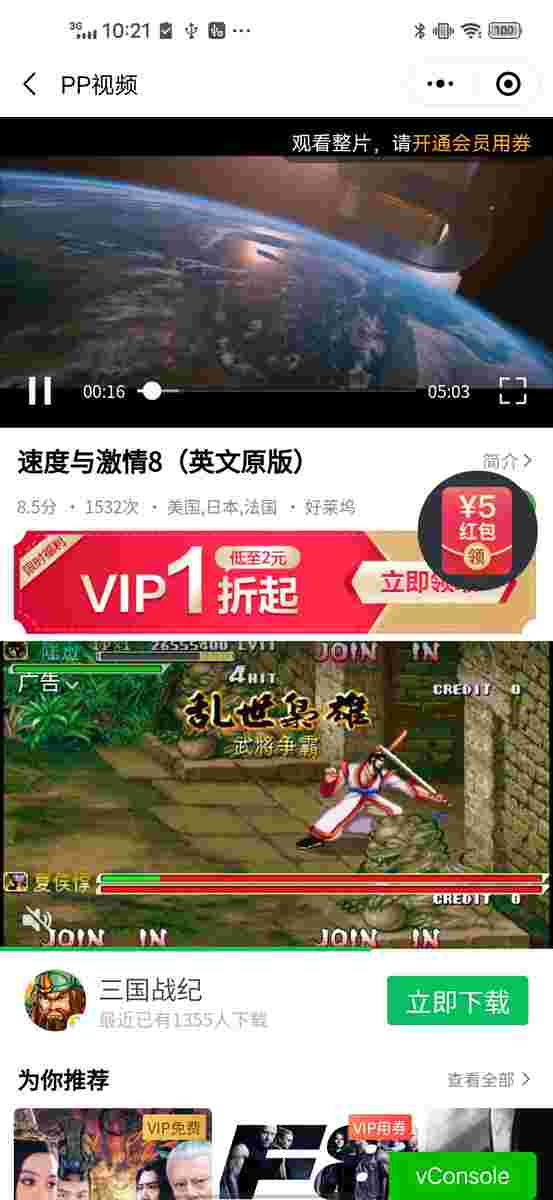 3G 10:21 100
PP视频
观看整片，请开通会员用券
00:16 05:03
速度与激情8（英文原版）
简介
8.5分 · 1532次 · 美国,日本,法国 · 好莱坞
¥5
红包
领
限时福利
VIP1折起
低至2元
立即领
26555400
JOIN IN
广告
4HIT
CREDIT 0
乱世枭雄
武將争霸
夏侯惇
CREDIT 0
JOIN IN JOIN IN
三国战纪
最近已有1355人下载
立即下载
为你推荐
查看全部
VIP免费
VIP用券
F8
vConsole